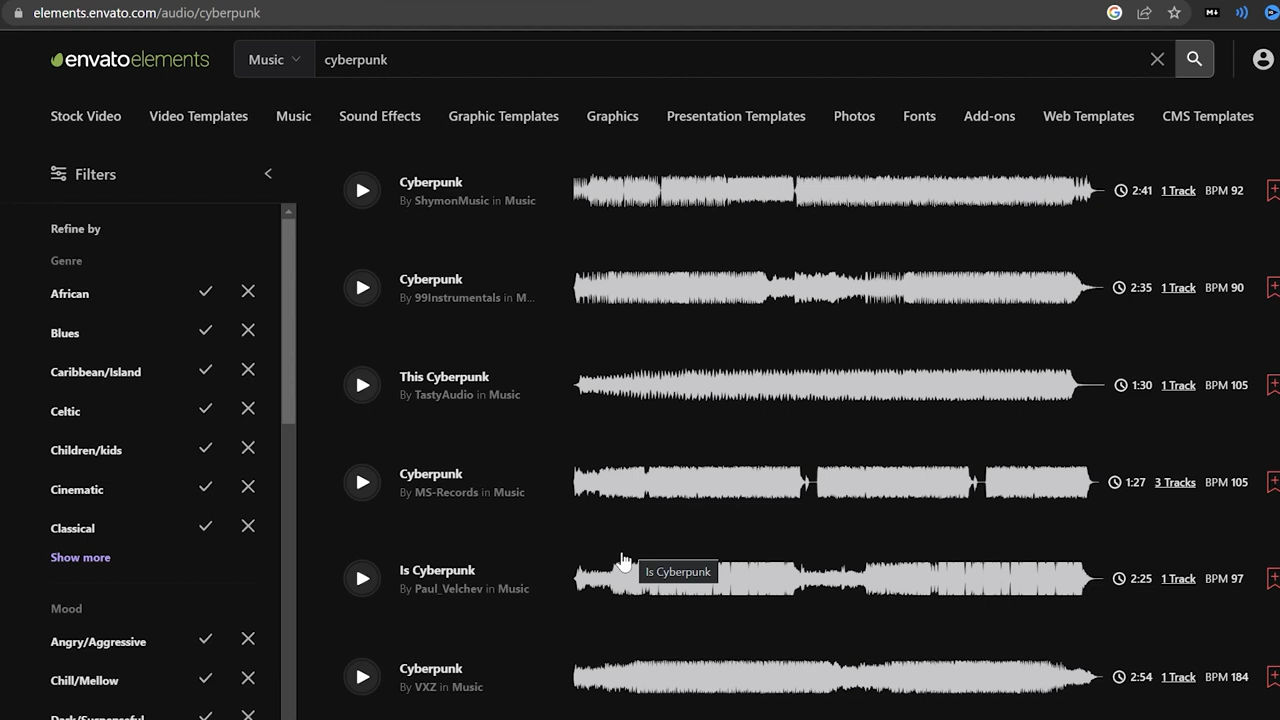 elements.envato.com/audio/cyberpunk
M+
envatoelements
Music
cyberpunk
Stock Video
Video Templates
Music
Sound Effects
Graphic Templates
Graphics
Presentation Templates
Photos
Fonts
Add-ons
Web Templates
CMS Templates
Filters
Refine by
Genre
African
Blues
Caribbean/Island
Celtic
Children/kids
Cinematic
Classical
Show more
Mood
Angry/Aggressive
Chill/Mellow
Dark/Suspenseful
Cyberpunk
By ShymonMusic in Music
2:41 1 Track BPM 92
Cyberpunk
By 99Instrumentals in M...
2:35 1 Track BPM 90
This Cyberpunk
By TastyAudio in Music
1:30 1 Track BPM 105
Cyberpunk
By MS-Records in Music
1:27 3 Tracks BPM 105
Is Cyberpunk
By Paul_Velchev in Music
Is Cyberpunk
2:25 1 Track BPM 97
Cyberpunk
By VXZ in Music
2:54 1 Track BPM 184